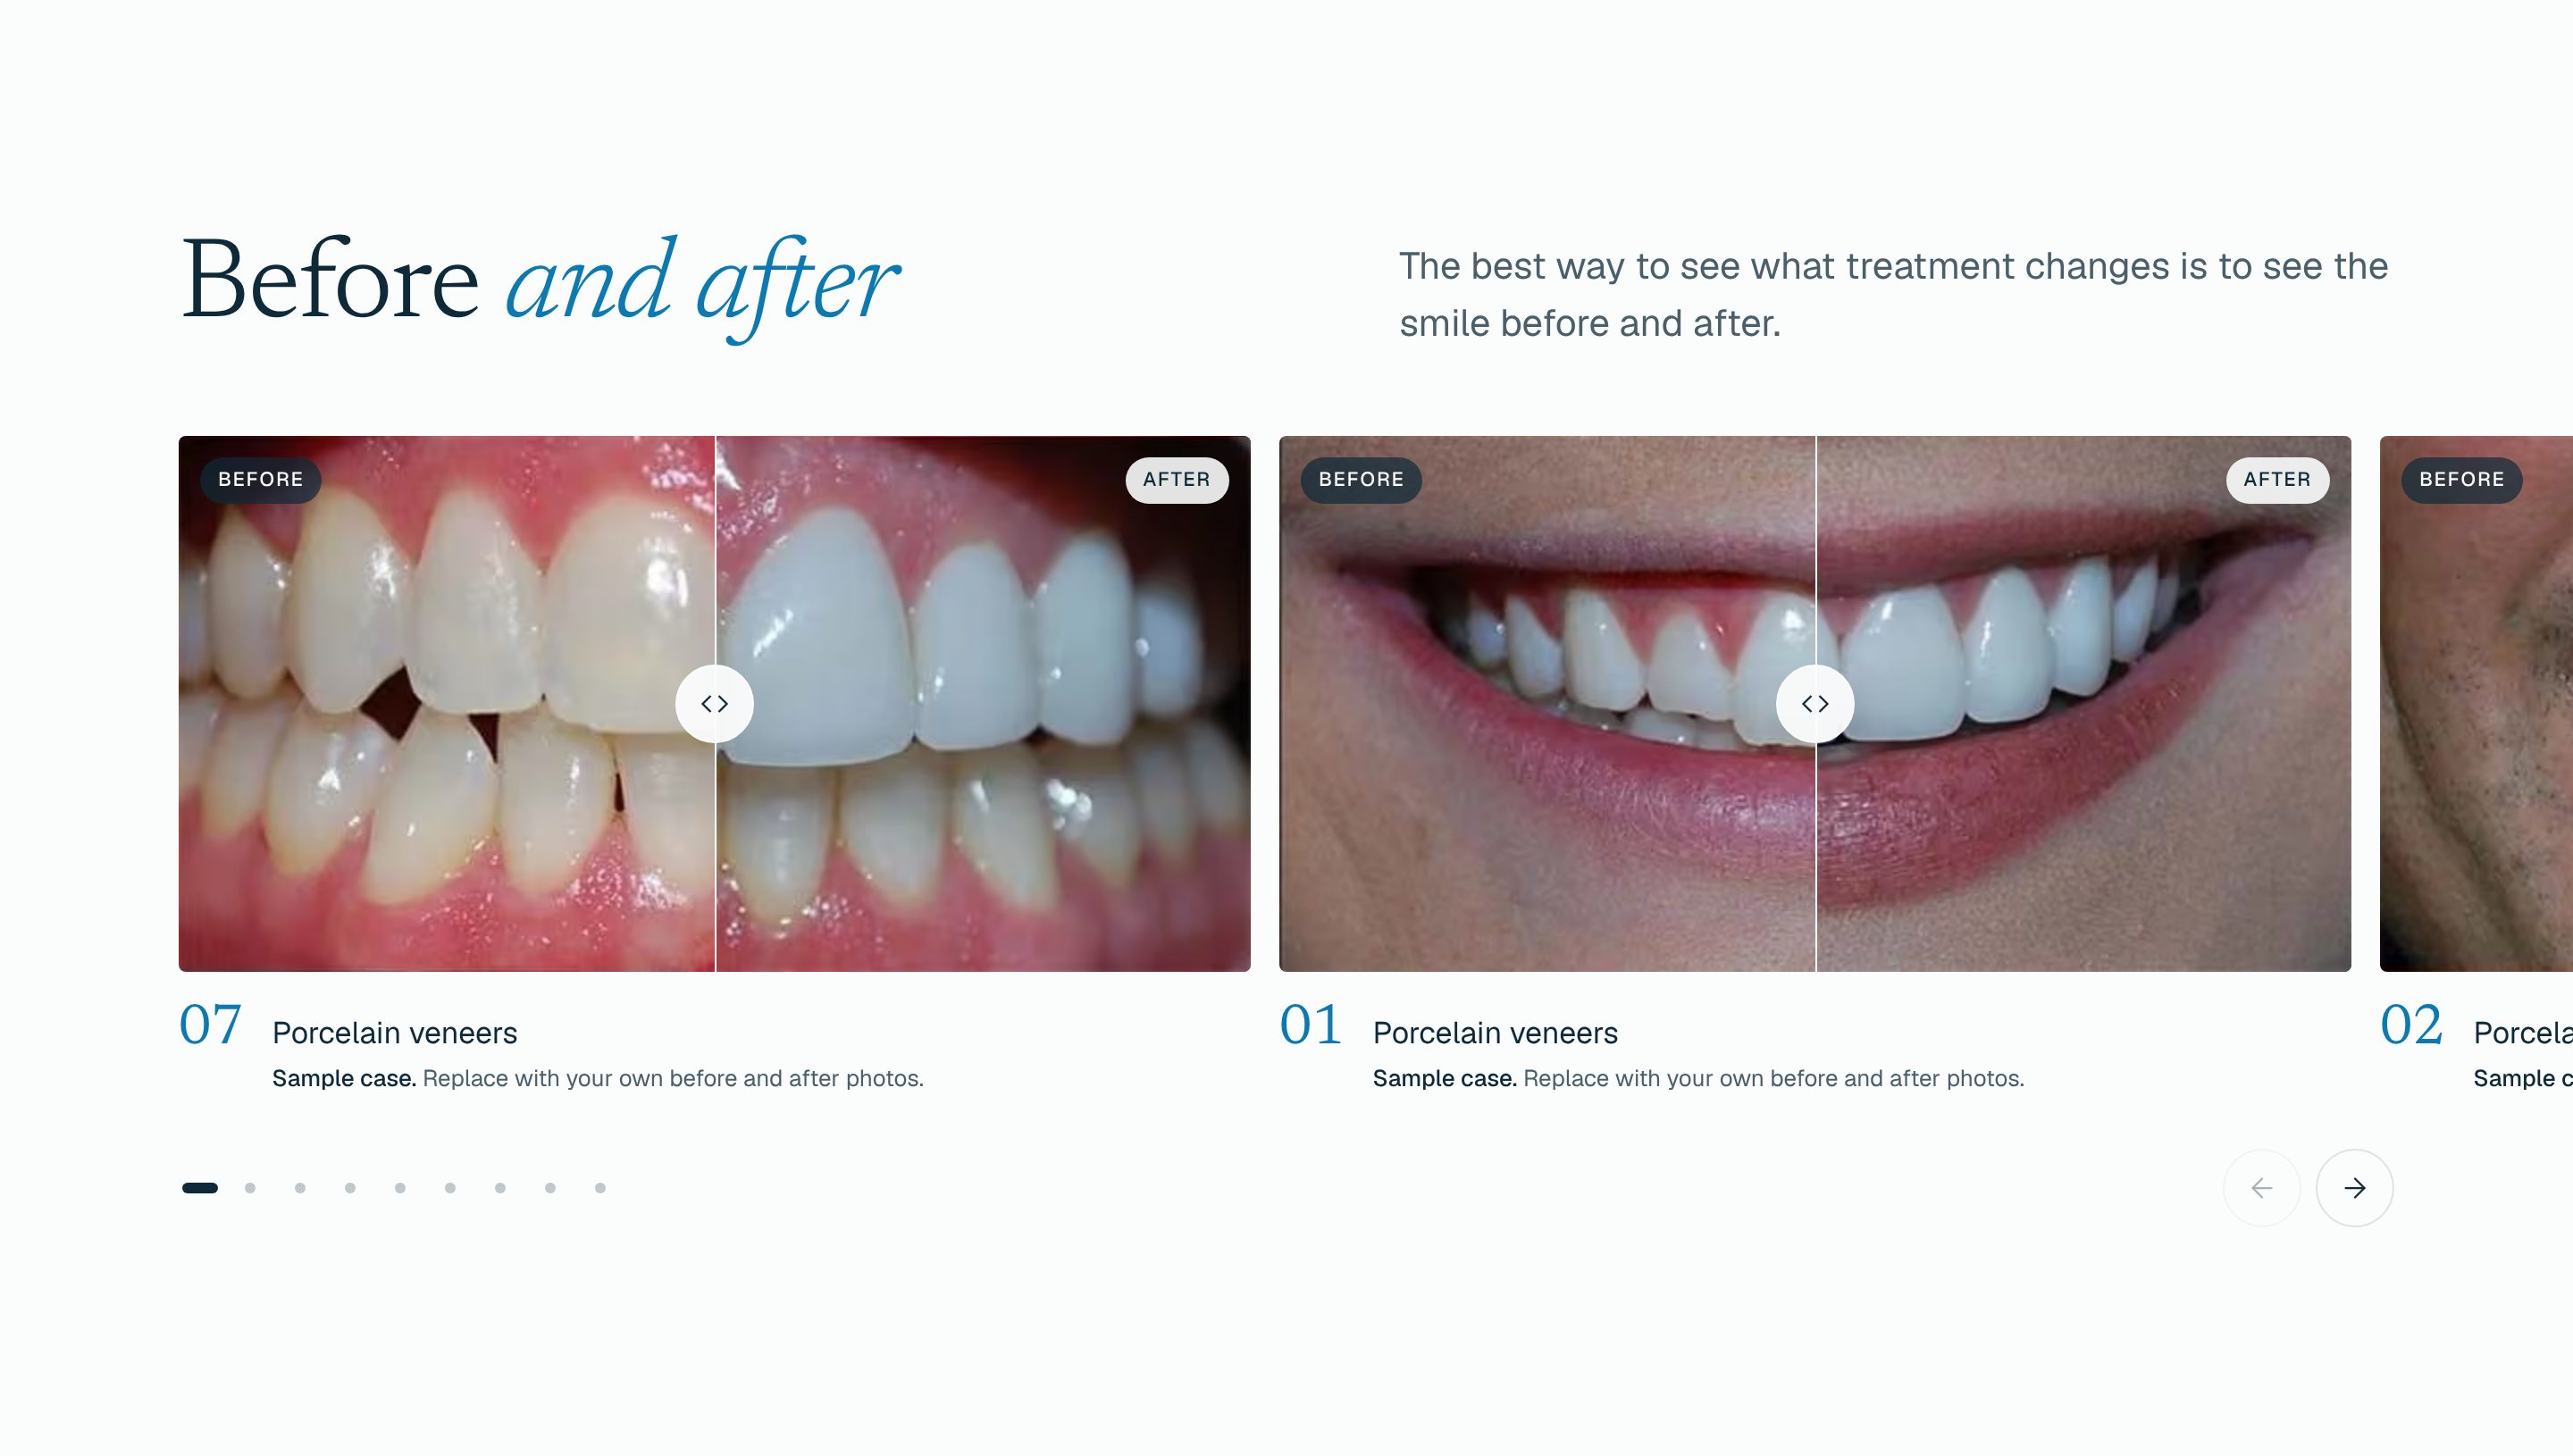 Before and after
The best way to see what treatment changes is to see the
smile before and after.
BEFORE
AFTER
BEFORE
AFTER
BEFORE
07
Porcelain veneers
Sample case. Replace with your own before and after photos.
01
Porcelain veneers
Sample case. Replace with your own before and after photos.
02
Porcela
Sample c